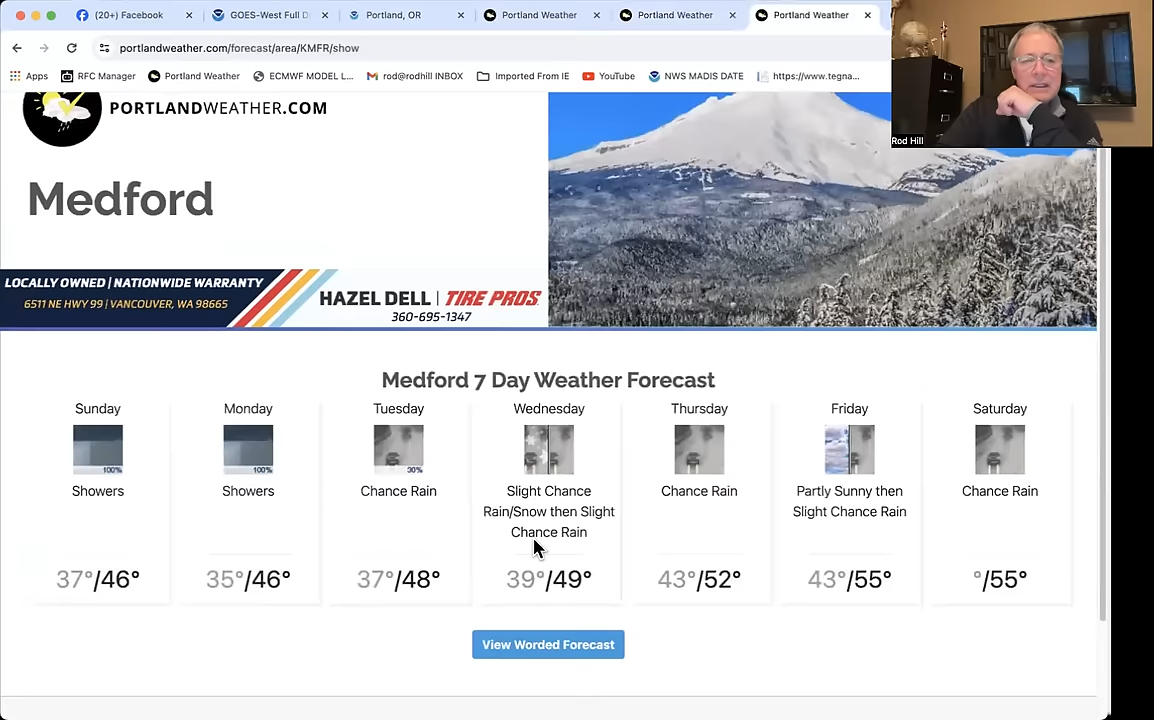 (20+) Facebook
GOES-West Full D
Portland, OR
Portland Weather
Portland Weather
Portland Weather
portlandweather.com/forecast/area/KMFR/show
Apps
RFC Manager
Portland Weather
ECMWF MODEL L...
rod@rodhill INBOX
Imported From IE
YouTube
NWS MADIS DATE
https://www.tegna...
Rod Hill
PORTLANDWEATHER.COM
Medford
LOCALLY OWNED | NATIONWIDE WARRANTY
6511 NE HWY 99 | VANCOUVER, WA 98665
HAZEL DELL | TIRE PROS
360-695-1347
Medford 7 Day Weather Forecast
Sunday
100%
Showers
37°/46°
Monday
100%
Showers
35°/46°
Tuesday
30%
Chance Rain
37°/48°
Wednesday
Slight Chance
Rain/Snow then Slight
Chance Rain
39°/49°
Thursday
Chance Rain
43°/52°
Friday
Partly Sunny then
Slight Chance Rain
43°/55°
Saturday
Chance Rain
°/55°
View Worded Forecast